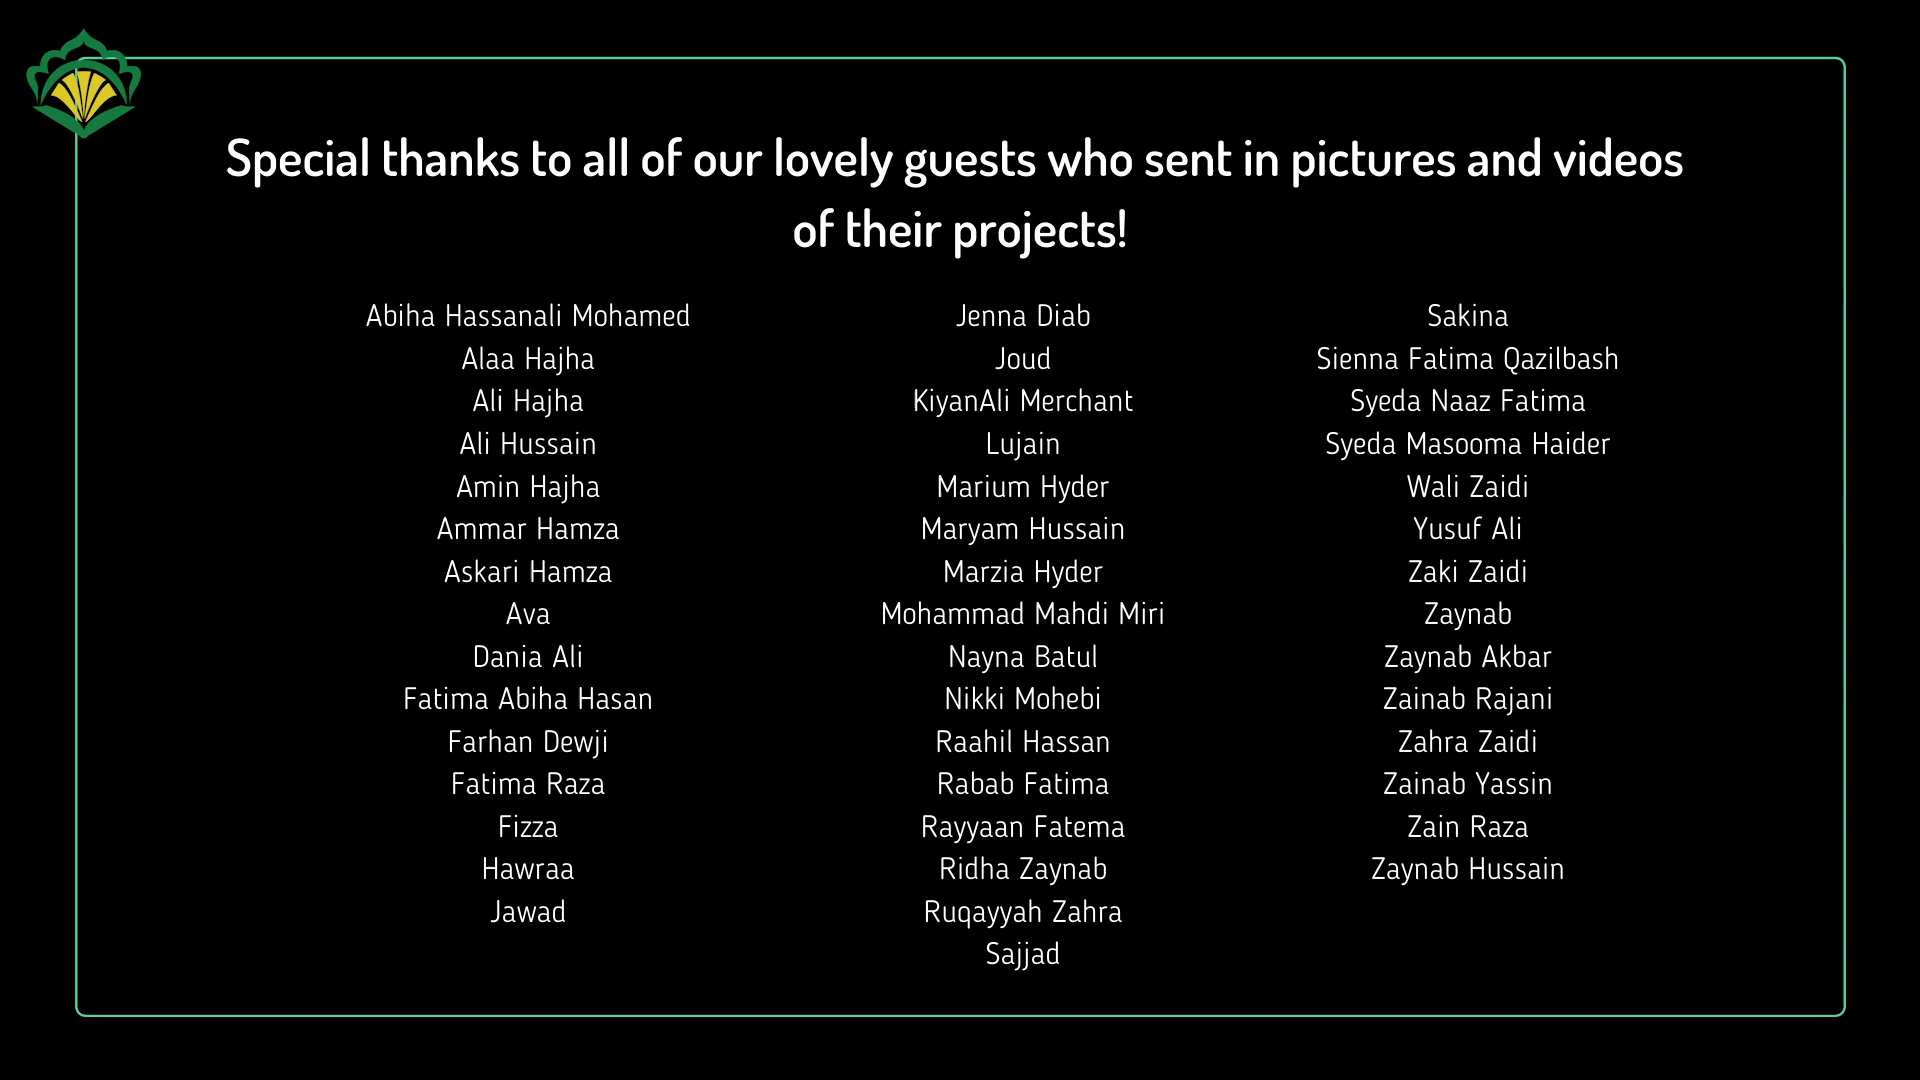 Special thanks to all of our lovely guests who sent in pictures and videos
of their projects!
Abiha Hassanali Mohamed
Alaa Hajha
Ali Hajha
Ali Hussain
Amin Hajha
Ammar Hamza
Askari Hamza
Ava
Dania Ali
Fatima Abiha Hasan
Farhan Dewji
Fatima Raza
Fizza
Hawraa
Jawad
Jenna Diab
Joud
KiyanAli Merchant
Lujain
Marium Hyder
Maryam Hussain
Marzia Hyder
Mohammad Mahdi Miri
Nayna Batul
Nikki Mohebi
Raahil Hassan
Rabab Fatima
Rayyaan Fatema
Ridha Zaynab
Ruqayyah Zahra
Sajjad
Sakina
Sienna Fatima Qazilbash
Syeda Naaz Fatima
Syeda Masooma Haider
Wali Zaidi
Yusuf Ali
Zaki Zaidi
Zaynab
Zaynab Akbar
Zainab Rajani
Zahra Zaidi
Zainab Yassin
Zain Raza
Zaynab Hussain